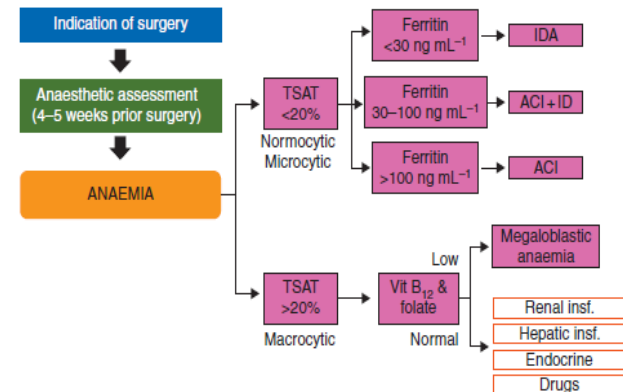 Indication of surgery
Anaesthetic assessment
(4–5 weeks prior surgery)
ANAEMIA
TSAT
<20%
Normocytic
Microcytic
Ferritin
<30 ng mL⁻¹
IDA
Ferritin
30–100 ng mL⁻¹
ACI + ID
Ferritin
>100 ng mL⁻¹
ACI
TSAT
>20%
Macrocytic
Vit B₁₂ &
folate
Low
Normal
Megaloblastic
anaemia
Renal insf.
Hepatic insf.
Endocrine
Drugs